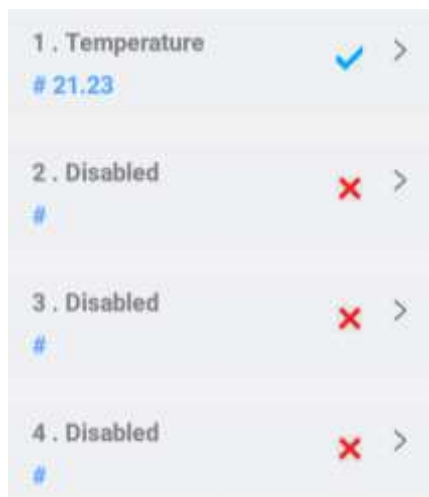 1 . Temperature
# 21.23
2 . Disabled
#
3 . Disabled
#
4 . Disabled
#